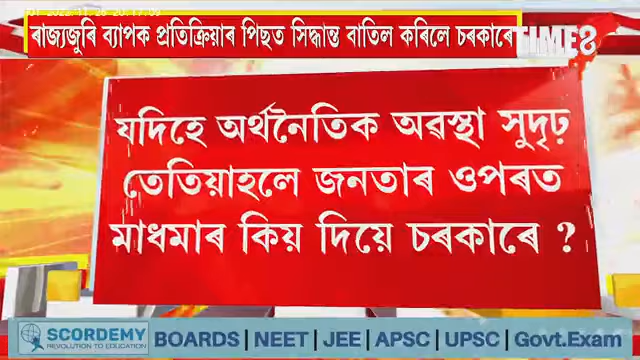 ৰাজ্যজুৰি ব্যাপক প্ৰতিক্ৰিয়াৰ পিছত সিদ্ধান্ত বাতিল কৰিলে চৰকাৰে
TIME8
যদিহে অৰ্থনৈতিক অৱস্থা সুদৃঢ়
তেতিয়াহলে জনতাৰ ওপৰত
মাধমাৰ কিয় দিয়ে চৰকাৰে ?
SCORDEMY
REVOLUTION TO EDUCATION
BOARDS | NEET | JEE | APSC | UPSC | Govt.Exam